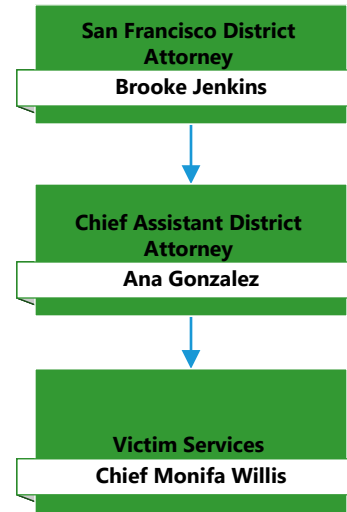 San Francisco District
Attorney
Brooke Jenkins
Chief Assistant District
Attorney
Ana Gonzalez
Victim Services
Chief Monifa Willis